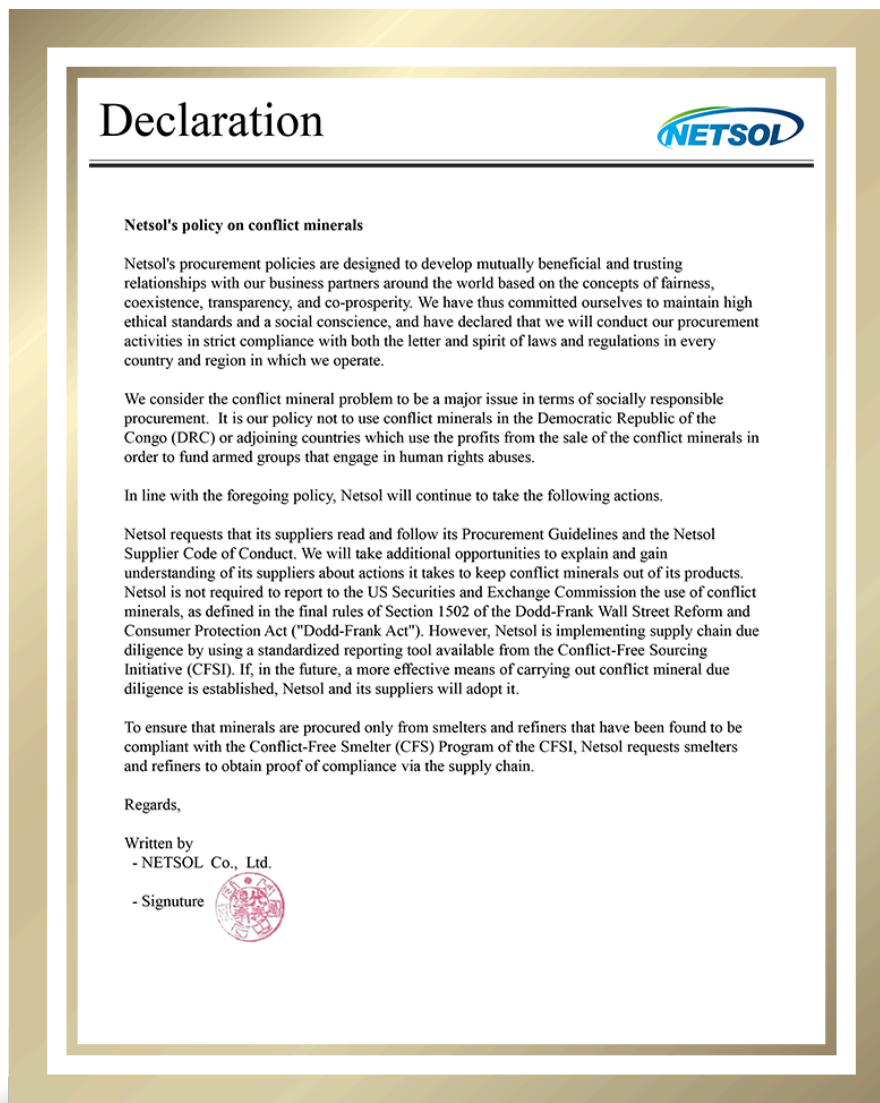 Declaration
NETSOL
Netsol's policy on conflict minerals
Netsol's procurement policies are designed to develop mutually beneficial and trusting
relationships with our business partners around the world based on the concepts of fairness,
coexistence, transparency, and co-prosperity. We have thus committed ourselves to maintain high
ethical standards and a social conscience, and have declared that we will conduct our procurement
activities in strict compliance with both the letter and spirit of laws and regulations in every
country and region in which we operate.
We consider the conflict mineral problem to be a major issue in terms of socially responsible
procurement.  It is our policy not to use conflict minerals in the Democratic Republic of the
Congo (DRC) or adjoining countries which use the profits from the sale of the conflict minerals in
order to fund armed groups that engage in human rights abuses.
In line with the foregoing policy, Netsol will continue to take the following actions.
Netsol requests that its suppliers read and follow its Procurement Guidelines and the Netsol
Supplier Code of Conduct. We will take additional opportunities to explain and gain
understanding of its suppliers about actions it takes to keep conflict minerals out of its products.
Netsol is not required to report to the US Securities and Exchange Commission the use of conflict
minerals, as defined in the final rules of Section 1502 of the Dodd-Frank Wall Street Reform and
Consumer Protection Act ("Dodd-Frank Act"). However, Netsol is implementing supply chain due
diligence by using a standardized reporting tool available from the Conflict-Free Sourcing
Initiative (CFSI). If, in the future, a more effective means of carrying out conflict mineral due
diligence is established, Netsol and its suppliers will adopt it.
To ensure that minerals are procured only from smelters and refiners that have been found to be
compliant with the Conflict-Free Smelter (CFS) Program of the CFSI, Netsol requests smelters
and refiners to obtain proof of compliance via the supply chain.
Regards,
Written by
- NETSOL Co., Ltd.
- Signuture